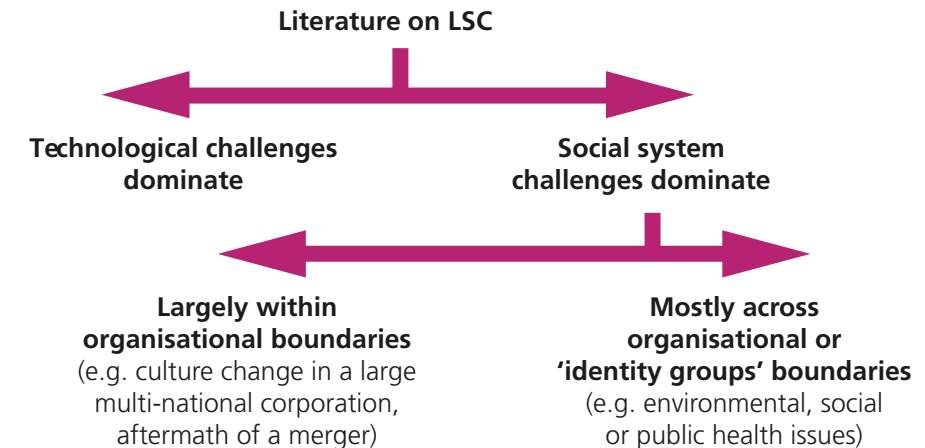 Literature on LSC
Technological challenges
dominate
Social system
challenges dominate
Largely within
organisational boundaries
(e.g. culture change in a large
multi-national corporation,
aftermath of a merger)
Mostly across
organisational or
‘identity groups’ boundaries
(e.g. environmental, social
or public health issues)